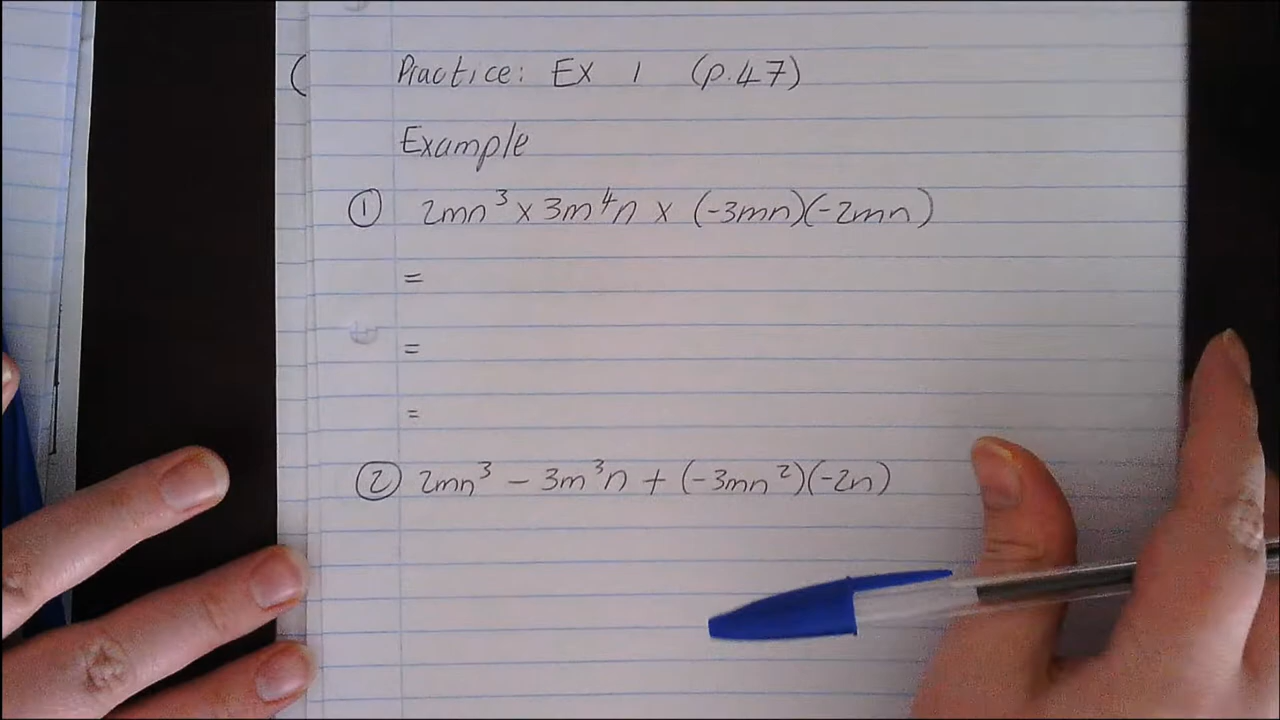 ( Practice: Ex 1 (p.47)
Example
① 2mn³ x 3m⁴n x (-3mn)(-2mn)
=
=
=
② 2mn³ - 3m³n + (-3mn²)(-2n)